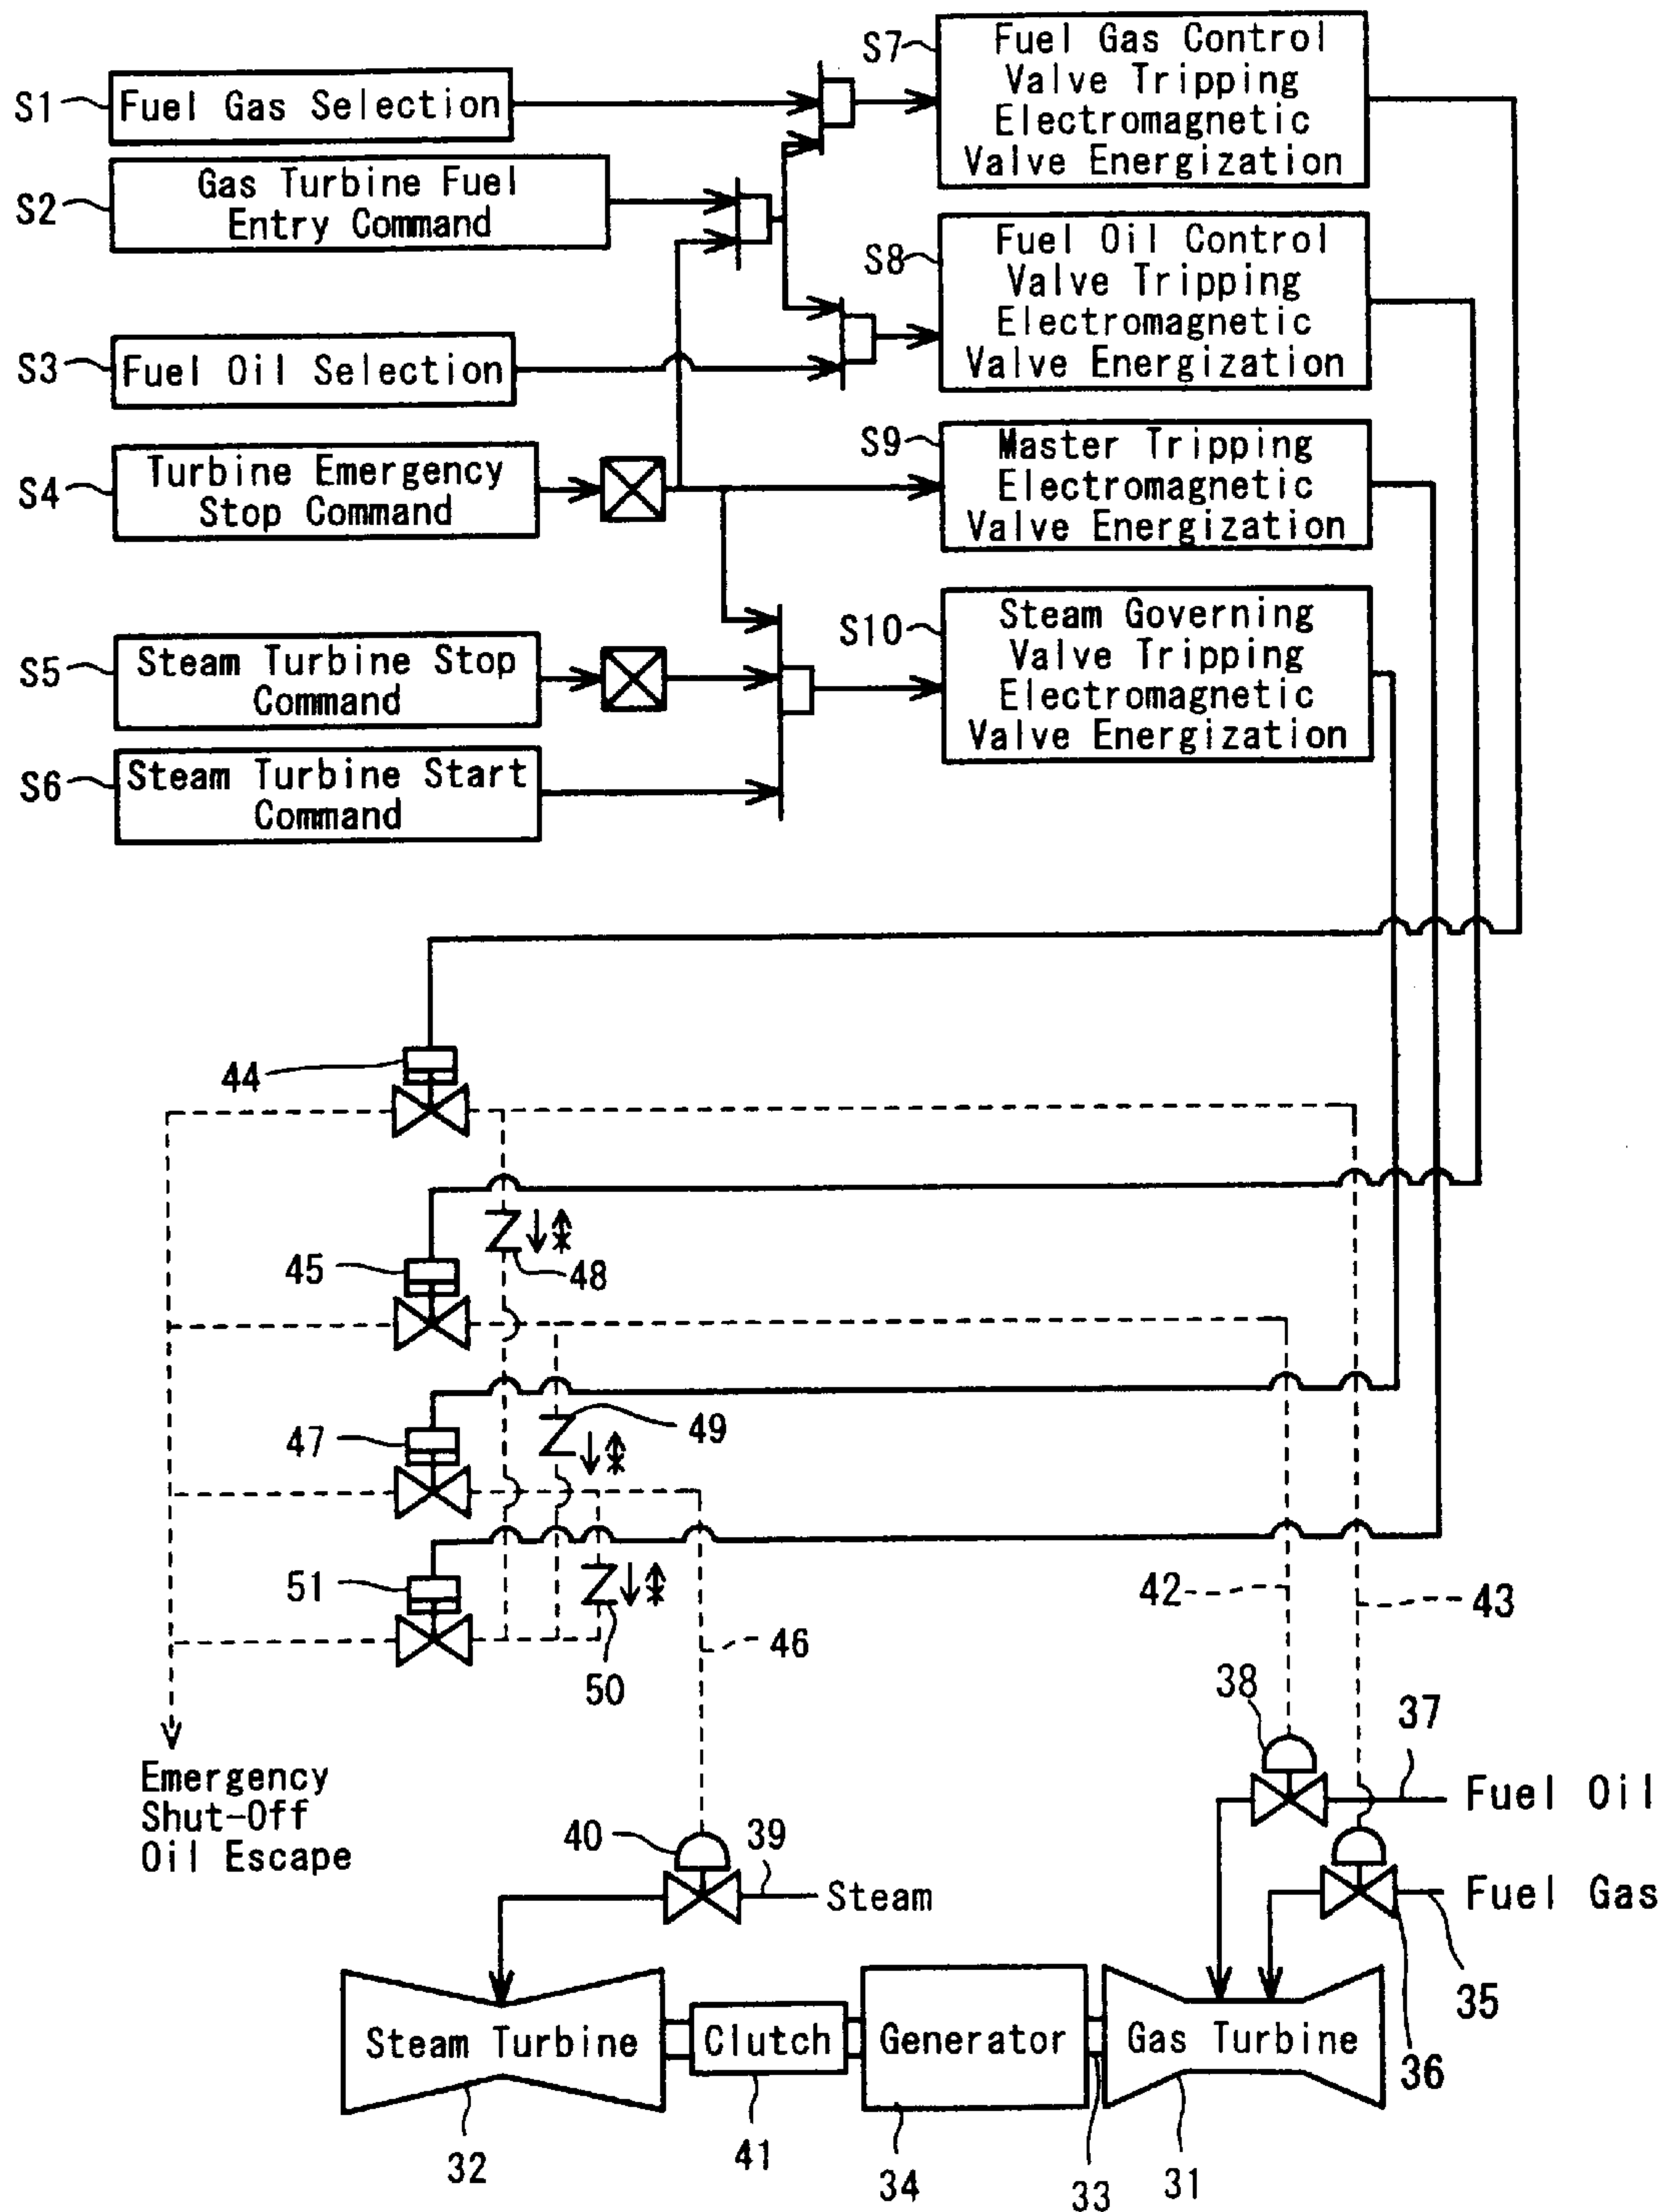 S7
Fuel Gas Control
Valve Tripping
Electromagnetic
Valve Energization
S1
Fuel Gas Selection
S2
Gas Turbine Fuel
Entry Command
S8
Fuel Oil Control
Valve Tripping
Electromagnetic
Valve Energization
S3
Fuel Oil Selection
S4
Turbine Emergency
Stop Command
S9
Master Tripping
Electromagnetic
Valve Energization
S5
Steam Turbine Stop
Command
S10
Steam Governing
Valve Tripping
Electromagnetic
Valve Energization
S6
Steam Turbine Start
Command
44
45
48
47
49
51
50
46
42
43
38
37
Fuel Oil
Emergency
Shut-Off
Oil Escape
40
39
Steam
Fuel Gas
35
36
Steam Turbine
Clutch
Generator
Gas Turbine
32
41
34
33
31